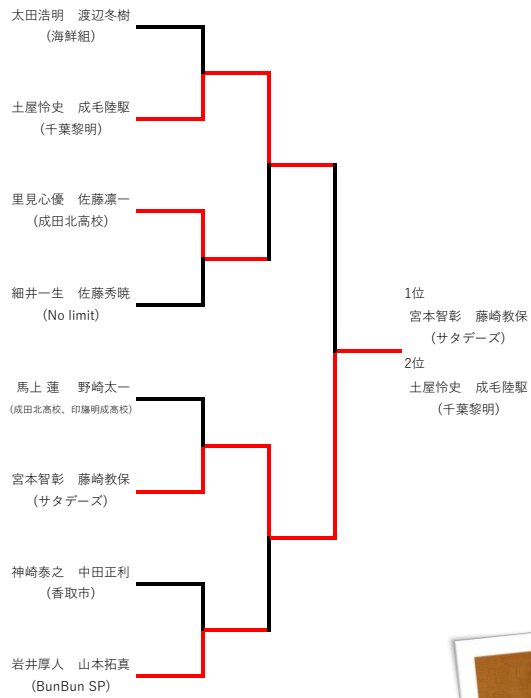 太田浩明　渡辺冬樹
(海鮮組)
土屋怜史　成毛陸駆
(千葉黎明)
里見心優　佐藤凛一
(成田北高校)
細井一生　佐藤秀暁
(No limit)
1位
宮本智彰　藤崎教保
(サタデーズ)
2位
土屋怜史　成毛陸駆
(千葉黎明)
馬上 蓮　野崎太一
(成田北高校、印旛明成高校)
宮本智彰　藤崎教保
(サタデーズ)
神崎泰之　中田正利
(香取市)
岩井厚人　山本拓真
(BunBun SP)